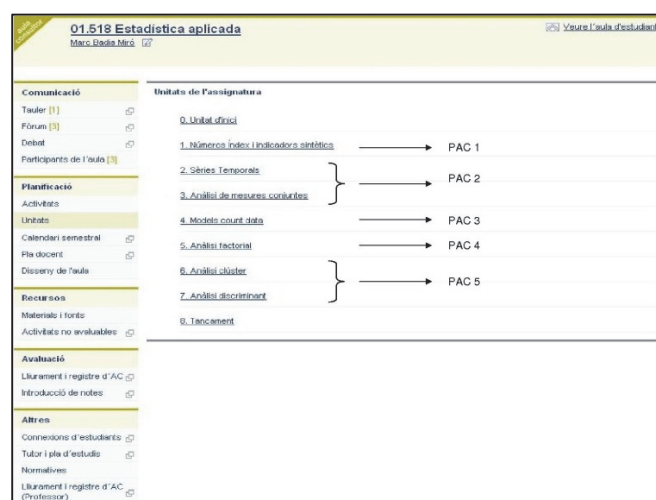 aula
consultor
01.518 Estadística aplicada
Marc Badia Miró
Veure l'aula d'estudiant
Comunicació
Tauler [1]
Fòrum [3]
Debat
Participants de l'aula [3]
Planificació
Activitats
Unitats
Calendari semestral
Pla docent
Disseny de l'aula
Recursos
Materials i fonts
Activitats no avaluables
Avaluació
Lliurament i registre d'AC
Introducció de notes
Altres
Connexions d'estudiants
Tutor i pla d'estudis
Normatives
Lliurament i registre d'AC
(Professor)
Unitats de l'assignatura
0. Unitat d'inici
1. Números Índex i indicadors sintètics
PAC 1
2. Sèries Temporals
PAC 2
3. Anàlisi de mesures conjuntes
4. Models count data
PAC 3
5. Anàlisi factorial
PAC 4
6. Anàlisi clúster
PAC 5
7. Anàlisi discriminant
8. Tancament